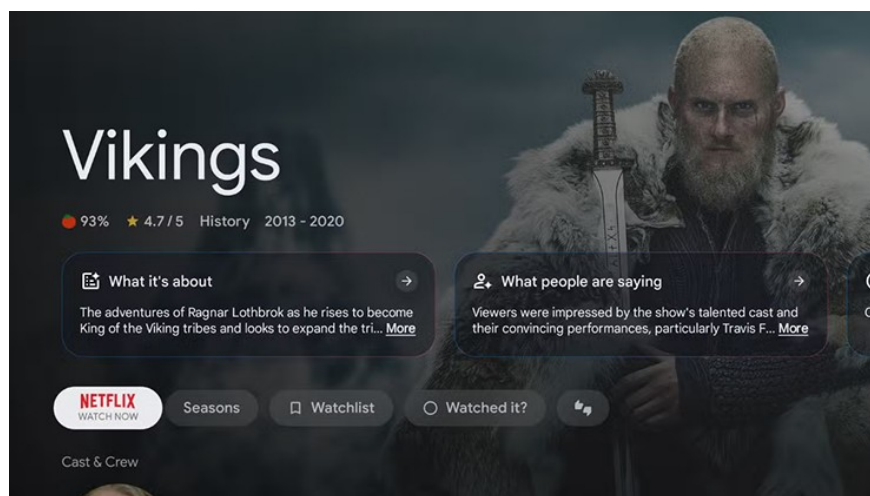 Vikings
93% 4.7 / 5 History 2013 - 2020
What it's about
The adventures of Ragnar Lothbrok as he rises to become
King of the Viking tribes and looks to expand the tri... More
What people are saying
Viewers were impressed by the show's talented cast and
their convincing performances, particularly Travis F... More
NETFLIX
WATCH NOW
Seasons
Watchlist
Watched it?
Cast & Crew